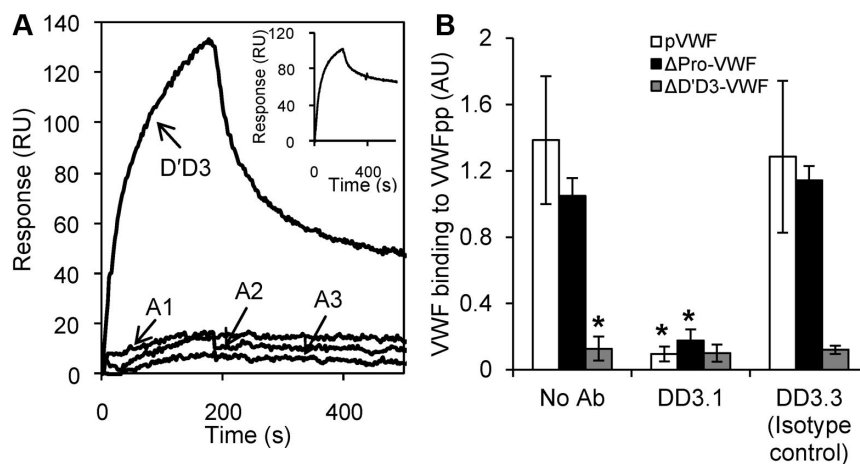 A
Response (RU)
140
120
100
80
60
40
20
0
0
200
400
Time (s)
D'D3
A1
A2
A3
Response (RU)
120
80
40
0
0
400
Time (s)
B
VWF binding to VWFpp (AU)
2
1.6
1.2
0.8
0.4
0
pVWF
ΔPro-VWF
ΔD'D3-VWF
*
* *
No Ab
DD3.1
DD3.3
(Isotype
control)